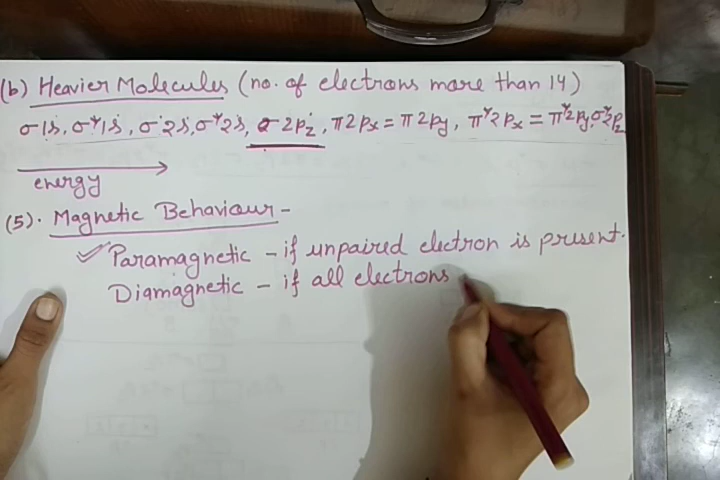 (b) Heavier Molecules (no. of electrons more than 14)
σ1s, σ*1s, σ2s, σ*2s, σ2pz, π2px = π2py, π*2px = π*2py, σ*2pz
energy
(5). Magnetic Behaviour -
✓ Paramagnetic - if unpaired electron is present.
Diamagnetic - if all electrons